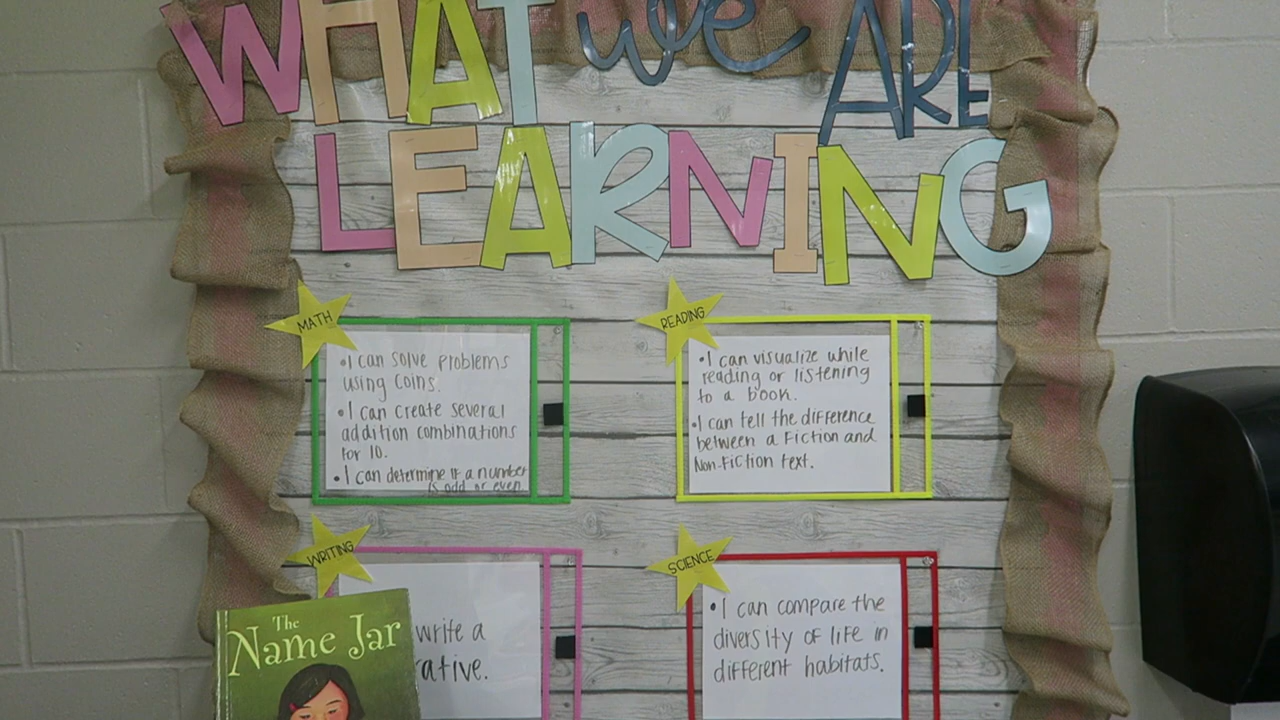 WHAT we ARE
LEARNING
MATH
•I can solve problems
using coins.
•I can create several
addition combinations
for 10.
•I can determine if a number
is odd or even.
READING
•I can visualize while
reading or listening
to a book.
•I can tell the difference
between a Fiction and
Non-Fiction text.
WRITING
write a
SCIENCE
•I can compare the
diversity of life in
different habitats.
The
Name Jar